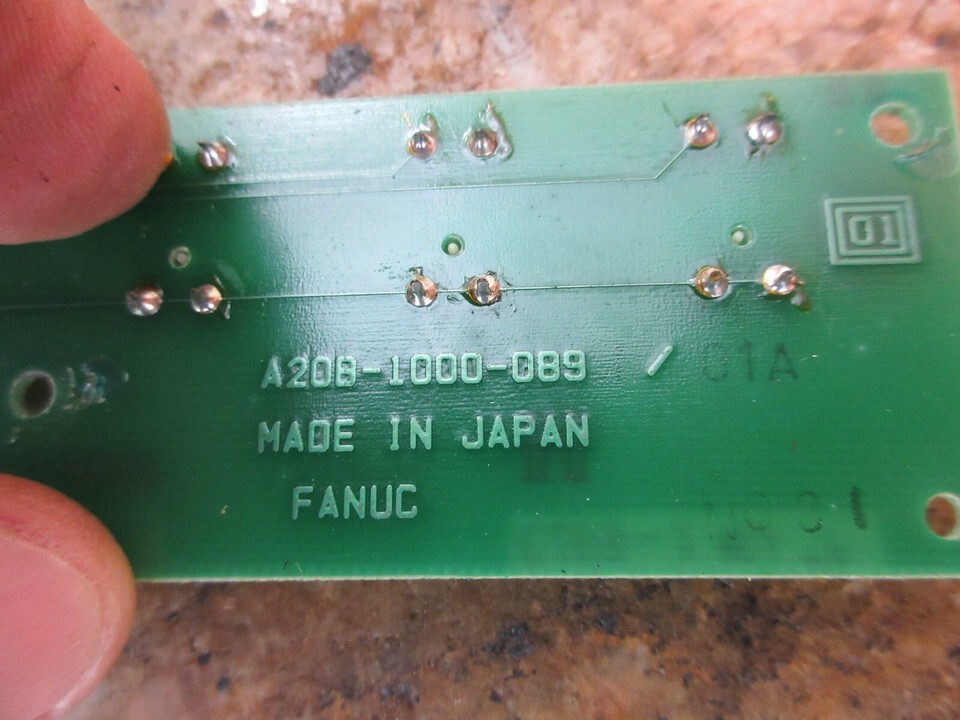 01
A20B-1000-089 / 01A
MADE IN JAPAN
FANUC